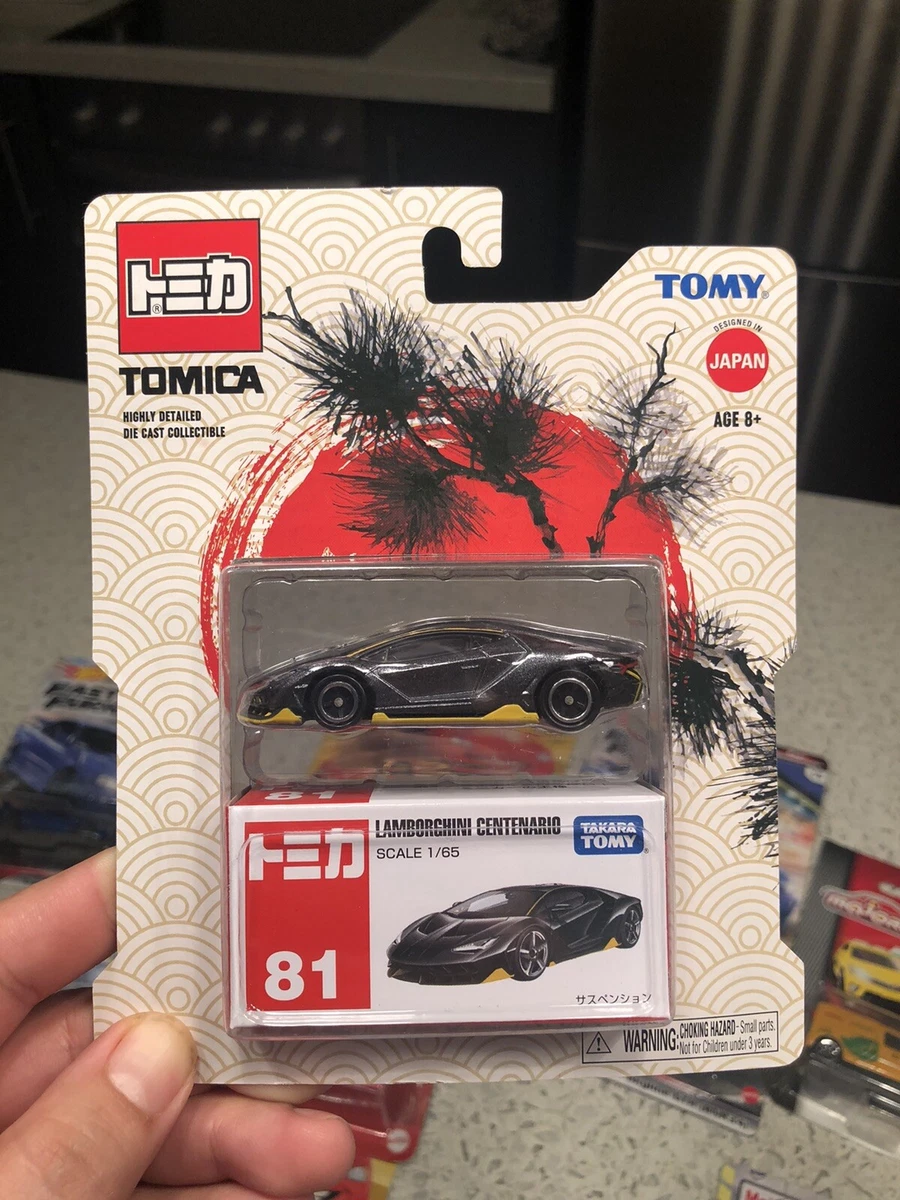 トミカ®
TOMICA
HIGHLY DETAILED
DIE CAST COLLECTIBLE
TOMY®
DESIGNED IN
JAPAN
AGE 8+
81
トミカ
81
LAMBORGHINI CENTENARIO
SCALE 1/65
TAKARA
TOMY®
サスペンション
WARNING: CHOKING HAZARD - Small parts.
Not for Children under 3 years.
FAST